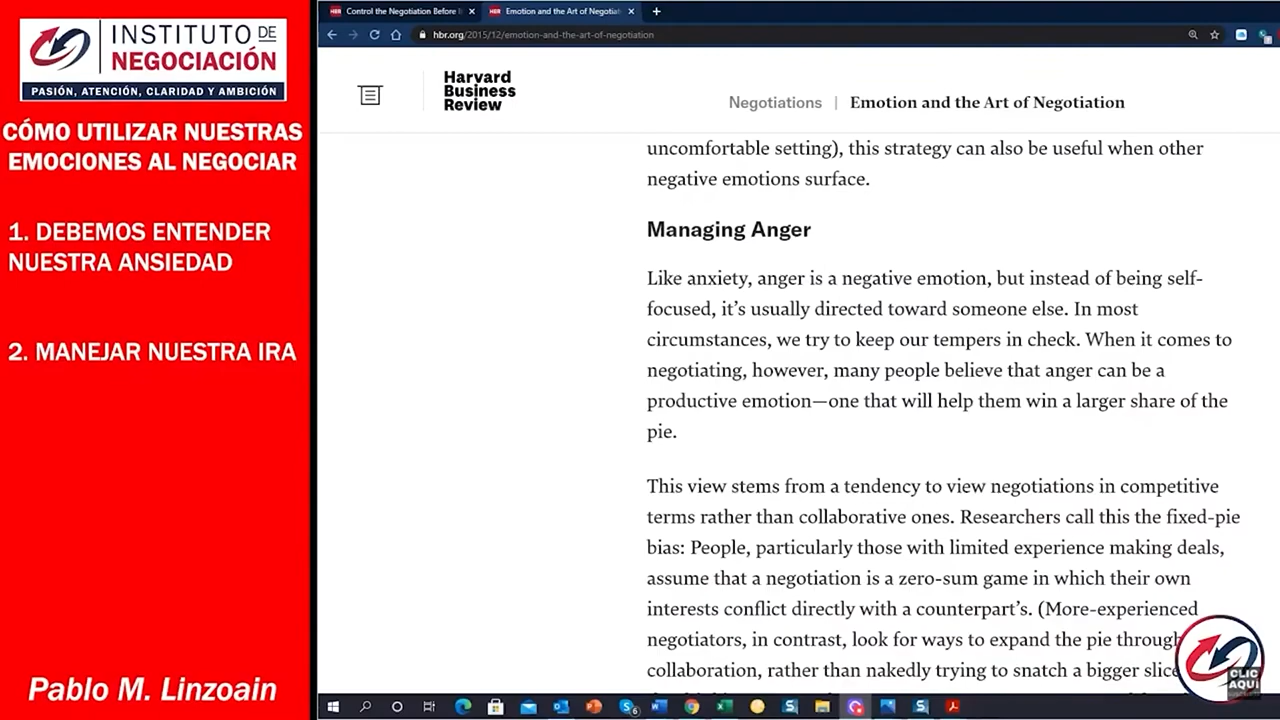 INSTITUTO DE
NEGOCIACIÓN
PASIÓN, ATENCIÓN, CLARIDAD Y AMBICIÓN
CÓMO UTILIZAR NUESTRAS
EMOCIONES AL NEGOCIAR
1. DEBEMOS ENTENDER
NUESTRA ANSIEDAD
2. MANEJAR NUESTRA IRA
Pablo M. Linzoain
HBR Control the Negotiation Before I
HBR Emotion and the Art of Negotiat
hbr.org/2015/12/emotion-and-the-art-of-negotiation
Harvard
Business
Review
Negotiations | Emotion and the Art of Negotiation
uncomfortable setting), this strategy can also be useful when other
negative emotions surface.
Managing Anger
Like anxiety, anger is a negative emotion, but instead of being self-
focused, it’s usually directed toward someone else. In most
circumstances, we try to keep our tempers in check. When it comes to
negotiating, however, many people believe that anger can be a
productive emotion—one that will help them win a larger share of the
pie.
This view stems from a tendency to view negotiations in competitive
terms rather than collaborative ones. Researchers call this the fixed-pie
bias: People, particularly those with limited experience making deals,
assume that a negotiation is a zero-sum game in which their own
interests conflict directly with a counterpart’s. (More-experienced
negotiators, in contrast, look for ways to expand the pie through
collaboration, rather than nakedly trying to snatch a bigger slice
CLIC
AQUÍ